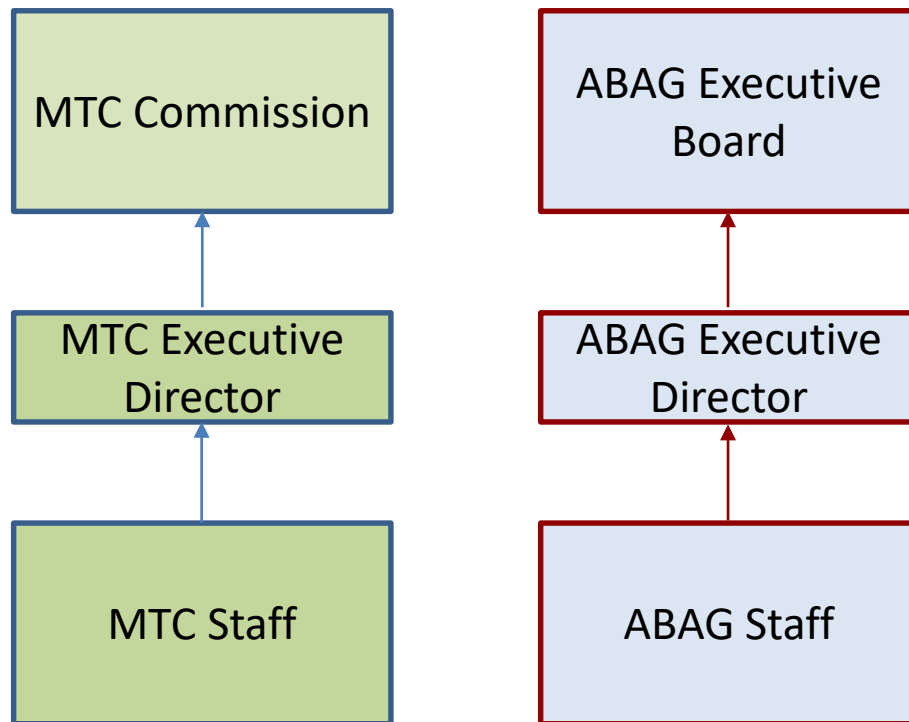 MTC Commission
ABAG Executive
Board
MTC Executive
Director
ABAG Executive
Director
MTC Staff
ABAG Staff